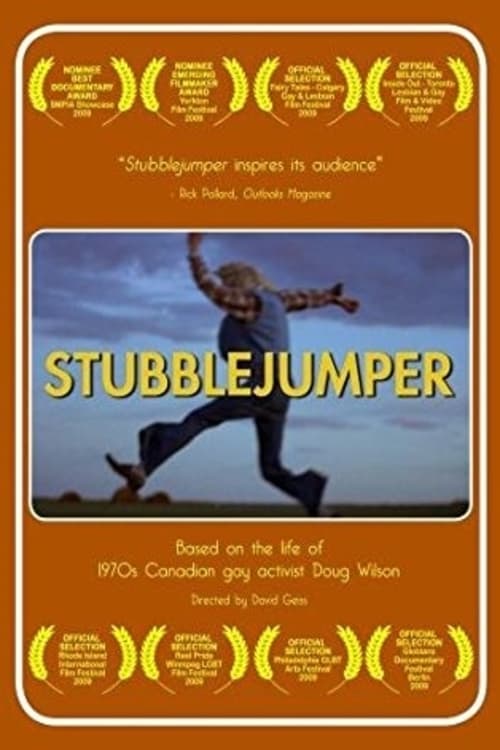 NOMINEE
BEST
DOCUMENTARY
AWARD
SMPIA Showcase
2009
NOMINEE
EMERGING
FILMMAKER
AWARD
Yorkton
Film Festival
2009
OFFICIAL
SELECTION
Fairy Tales - Calgary
Gay & Lesbian
Film Festival
2009
OFFICIAL
SELECTION
Inside Out - Toronto
Lesbian & Gay
Film & Video
Festival
2009
"Stubblejumper inspires its audience"
- Rick Pollard, Outlooks Magazine
STUBBLEJUMPER
Based on the life of
1970s Canadian gay activist Doug Wilson
Directed by David Geiss
OFFICIAL
SELECTION
Rhode Island
International
Film Festival
2009
OFFICIAL
SELECTION
Reel Pride
Winnipeg LGBT
Film Festival
2009
OFFICIAL
SELECTION
Philadelphia GLBT
Arts Festival
2009
OFFICIAL
SELECTION
Documentary
Festival
Berlin
2009